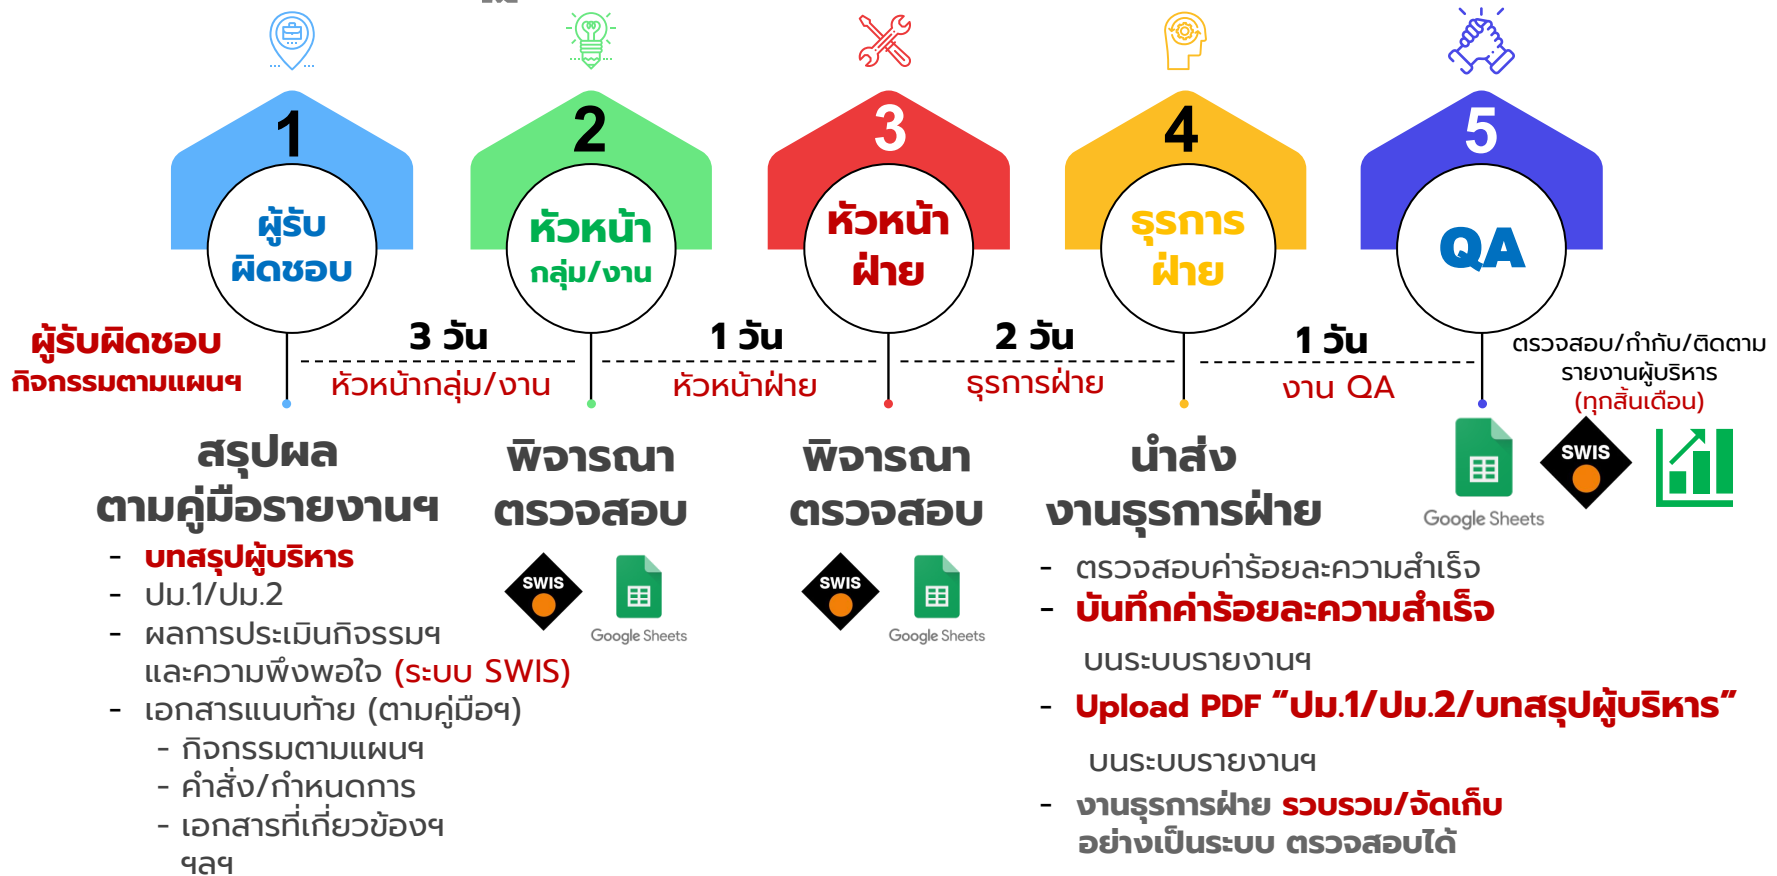 1
2
3
4
5
ผู้รับ
ผิดชอบ
หัวหน้า
กลุ่ม/งาน
หัวหน้า
ฝ่าย
ธุรการ
ฝ่าย
QA
ผู้รับผิดชอบ
กิจกรรมตามแผนฯ
3 วัน
หัวหน้ากลุ่ม/งาน
1 วัน
หัวหน้าฝ่าย
2 วัน
ธุรการฝ่าย
1 วัน
งาน QA
ตรวจสอบ/กำกับ/ติดตาม
รายงานผู้บริหาร
(ทุกสิ้นเดือน)
สรุปผล
ตามคู่มือรายงานฯ
- บทสรุปผู้บริหาร
- ปม.1/ปม.2
- ผลการประเมินกิจรรมฯ
และความพึงพอใจ (ระบบ SWIS)
- เอกสารแนบท้าย (ตามคู่มือฯ)
- กิจกรรมตามแผนฯ
- คำสั่ง/กำหนดการ
- เอกสารที่เกี่ยวข้องฯ
ฯลฯ
พิจารณา
ตรวจสอบ
SWIS
Google Sheets
พิจารณา
ตรวจสอบ
SWIS
Google Sheets
นำส่ง
งานธุรการฝ่าย
- ตรวจสอบค่าร้อยละความสำเร็จ
- บันทึกค่าร้อยละความสำเร็จ
บนระบบรายงานฯ
- Upload PDF “ปม.1/ปม.2/บทสรุปผู้บริหาร”
บนระบบรายงานฯ
- งานธุรการฝ่าย รวบรวม/จัดเก็บ
อย่างเป็นระบบ ตรวจสอบได้
Google Sheets
SWIS